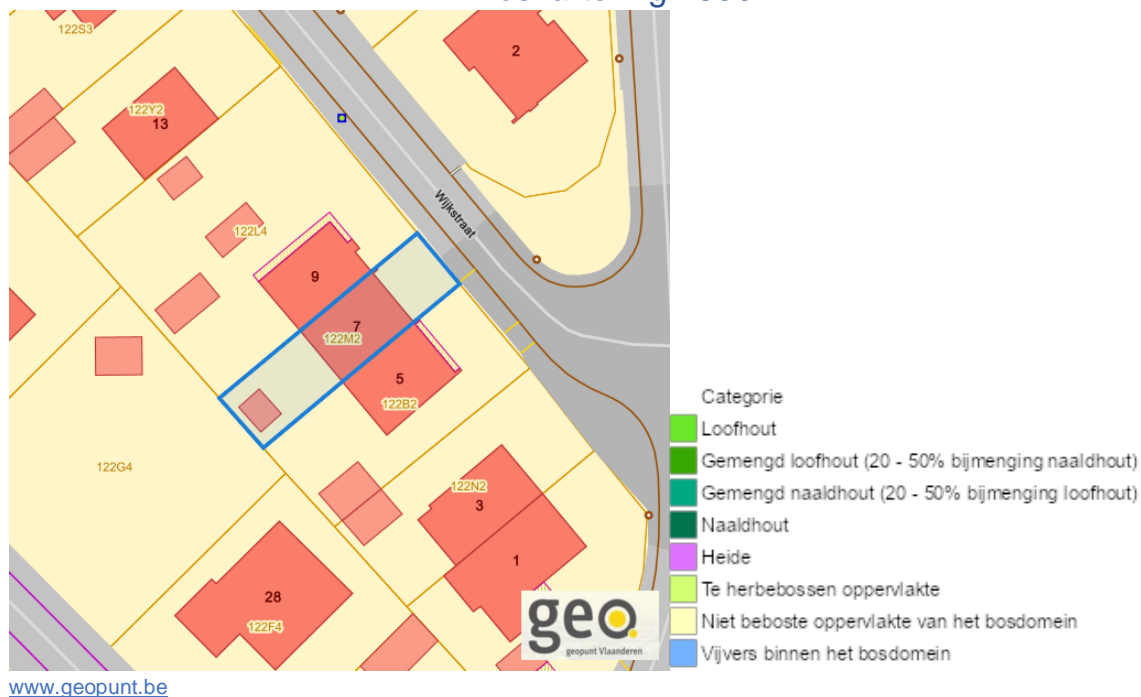 122S3
2
122Y2
13
Wijkstraat
122L4
9
7
122M2
5
122B2
122G4
122N2
3
1
28
122F4
geo
geopunt Vlaanderen
Categorie
Loofhout
Gemengd loofhout (20 - 50% bijmenging naaldhout)
Gemengd naaldhout (20 - 50% bijmenging loofhout)
Naaldhout
Heide
Te herbebossen oppervlakte
Niet beboste oppervlakte van het bosdomein
Vijvers binnen het bosdomein
www.geopunt.be